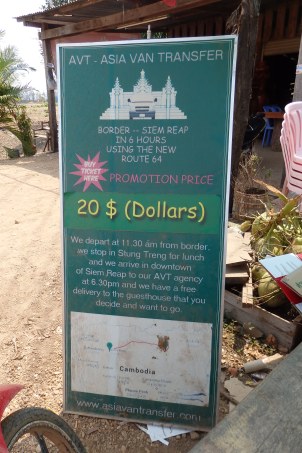 AVT - ASIA VAN TRANSFER
BORDER -- SIEM REAP
IN 6 HOURS
USING THE NEW
ROUTE 64
BUY
TICKET
HERE
PROMOTION PRICE
20 $ (Dollars)
We depart at 11.30 am from border.
we stop in Stung Treng for lunch
and we arrive in downtown
of Siem Reap to our AVT agency
at 6.30pm and we have a free
delivery to the guesthouse that you
decide and want to go.
Cambodia
www.asiavantransfer.com